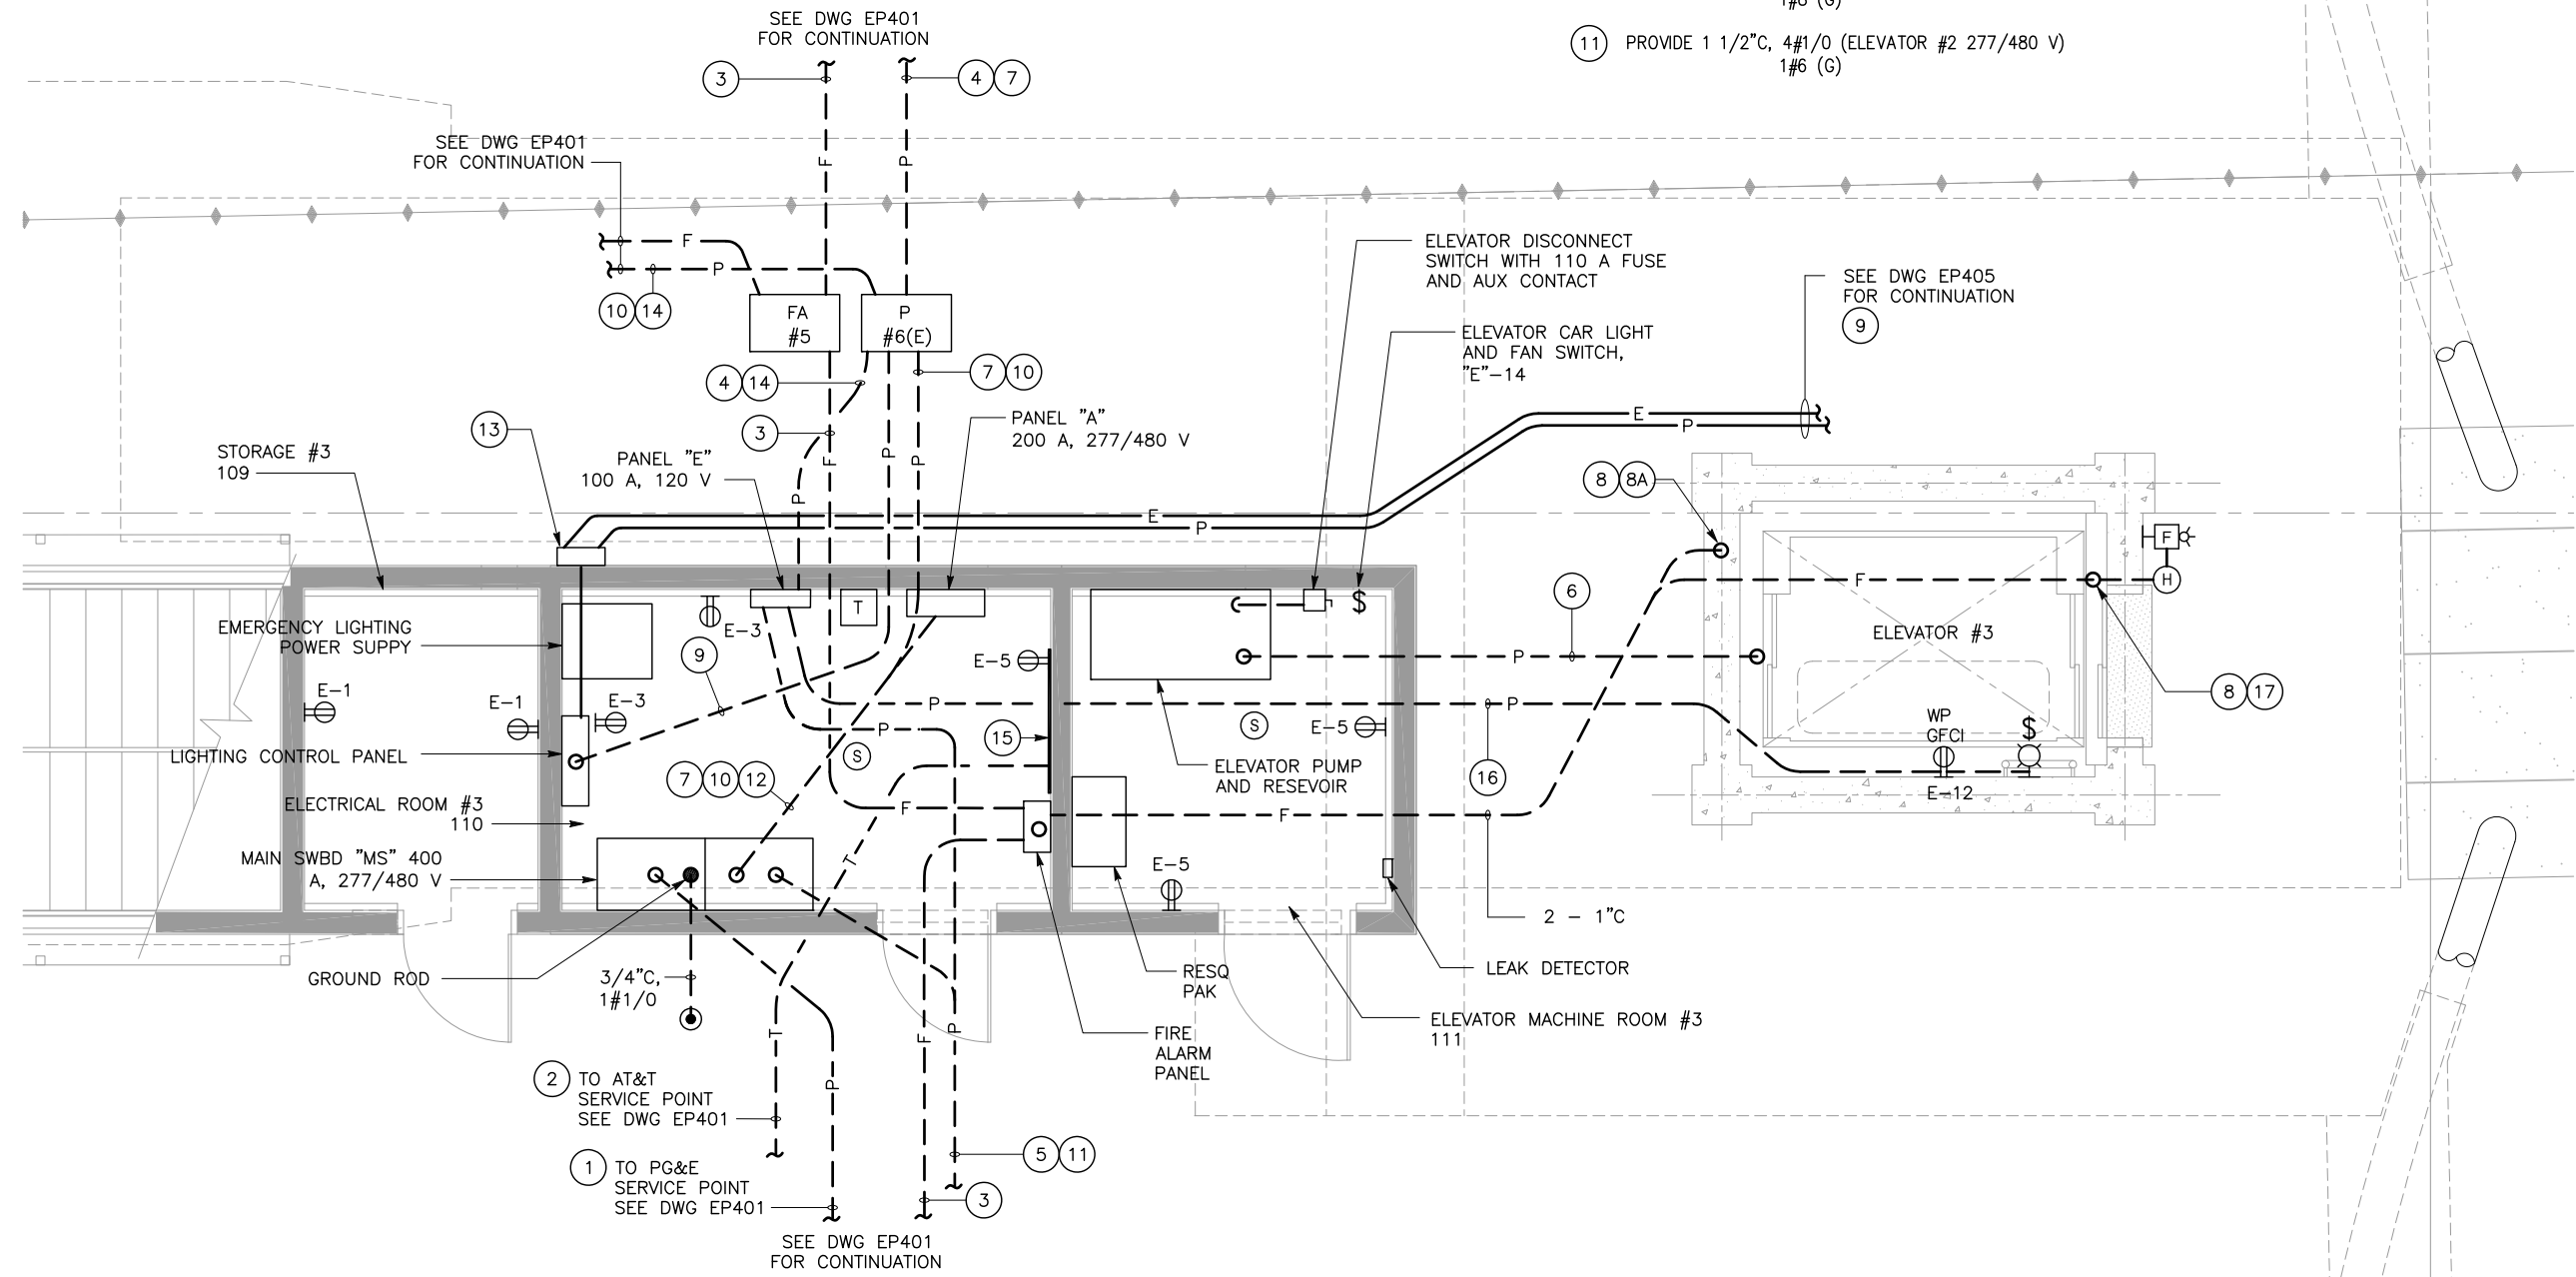 SEE DWG EP401
FOR CONTINUATION
3
4 7
1#6 (G)
11 PROVIDE 1 1/2"C, 4#1/0 (ELEVATOR #2 277/480 V)
1#6 (G)
SEE DWG EP401
FOR CONTINUATION
F
P
F
P
10 14
FA
#5
P
#6(E)
ELEVATOR DISCONNECT
SWITCH WITH 110 A FUSE
AND AUX CONTACT
SEE DWG EP405
FOR CONTINUATION
9
ELEVATOR CAR LIGHT
AND FAN SWITCH,
"E"-14
4 14
7 10
3
13
PANEL "A"
200 A, 277/480 V
E
P
STORAGE #3
109
PANEL "E"
100 A, 120 V
P
F
P
P
8 8A
E
P
F
H
F
6
T
E-3
EMERGENCY LIGHTING
POWER SUPPY
9
E-5
P
ELEVATOR #3
E-1
E-1
E-3
P
P
8 17
P
S
15
S
E-5
WP
GFCI
$
$
LIGHTING CONTROL PANEL
7 10 12
ELEVATOR PUMP
AND RESEVOIR
16
E-12
ELECTRICAL ROOM #3
110
F
F
MAIN SWBD "MS" 400
A, 277/480 V
T
E-5
2 - 1"C
GROUND ROD
3/4"C,
1#1/0
RESQ
PAK
LEAK DETECTOR
ELEVATOR MACHINE ROOM #3
111
T
F
P
FIRE
ALARM
PANEL
2 TO AT&T
SERVICE POINT
SEE DWG EP401
P
5 11
1 TO PG&E
SERVICE POINT
SEE DWG EP401
3
SEE DWG EP401
FOR CONTINUATION